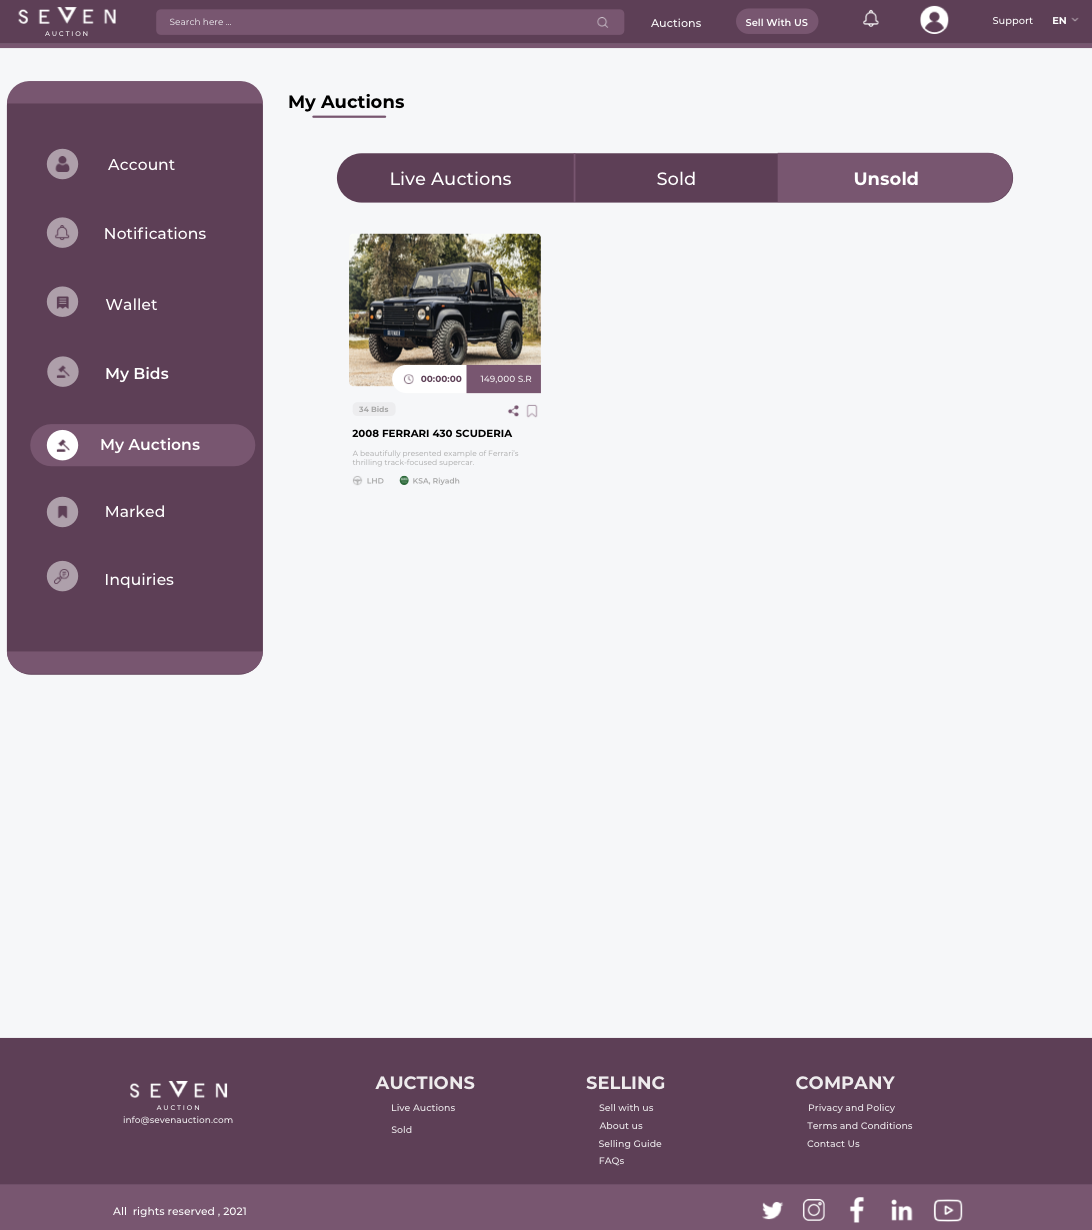 SEVEN
AUCTION
Search here ...
Auctions
Sell With US
Support
EN
My Auctions
Account
Notifications
Wallet
My Bids
My Auctions
Marked
Inquiries
Live Auctions
Sold
Unsold
00:00:00
149,000 S.R
34 Bids
2008 FERRARI 430 SCUDERIA
A beautifully presented example of Ferrari's
thrilling track-focused supercar.
LHD
KSA, Riyadh
SEVEN
AUCTION
info@sevenauction.com
AUCTIONS
Live Auctions
Sold
SELLING
Sell with us
About us
Selling Guide
FAQs
COMPANY
Privacy and Policy
Terms and Conditions
Contact Us
All rights reserved , 2021